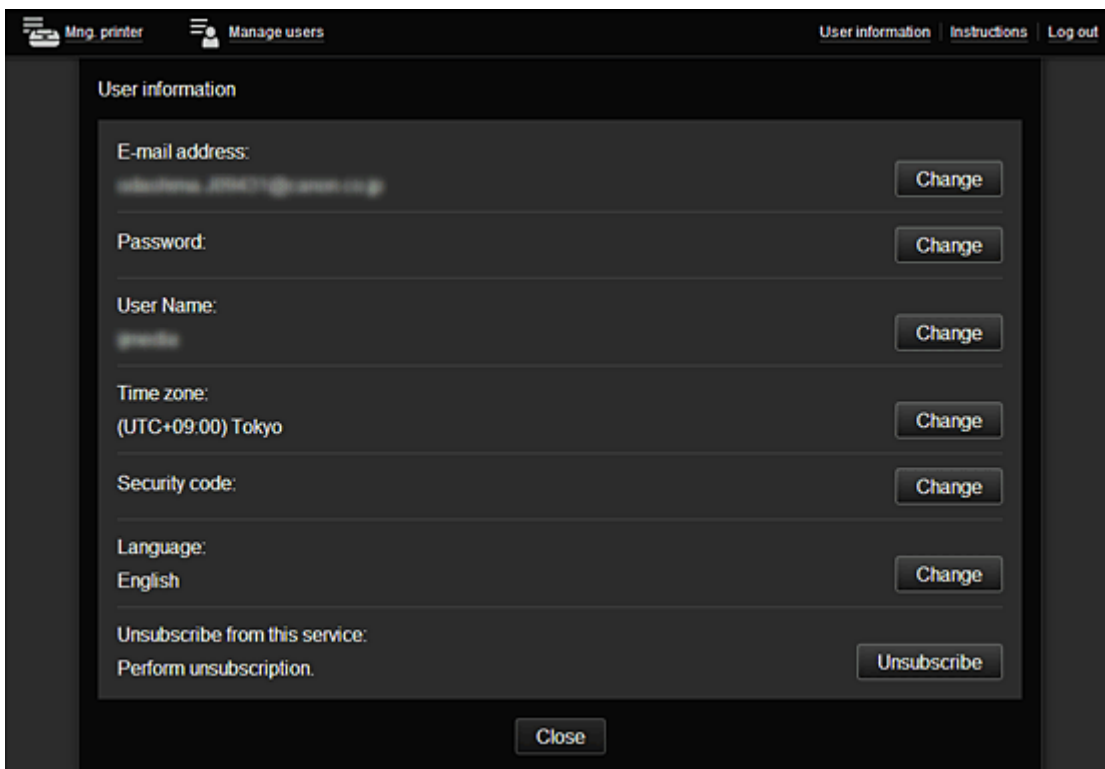 Mng. printer Manage users User information Instructions Log out
User information
E-mail address:
Change
Password:
Change
User Name:
Change
Time zone:
(UTC+09:00) Tokyo
Change
Security code:
Change
Language:
English
Change
Unsubscribe from this service:
Perform unsubscription.
Unsubscribe
Close